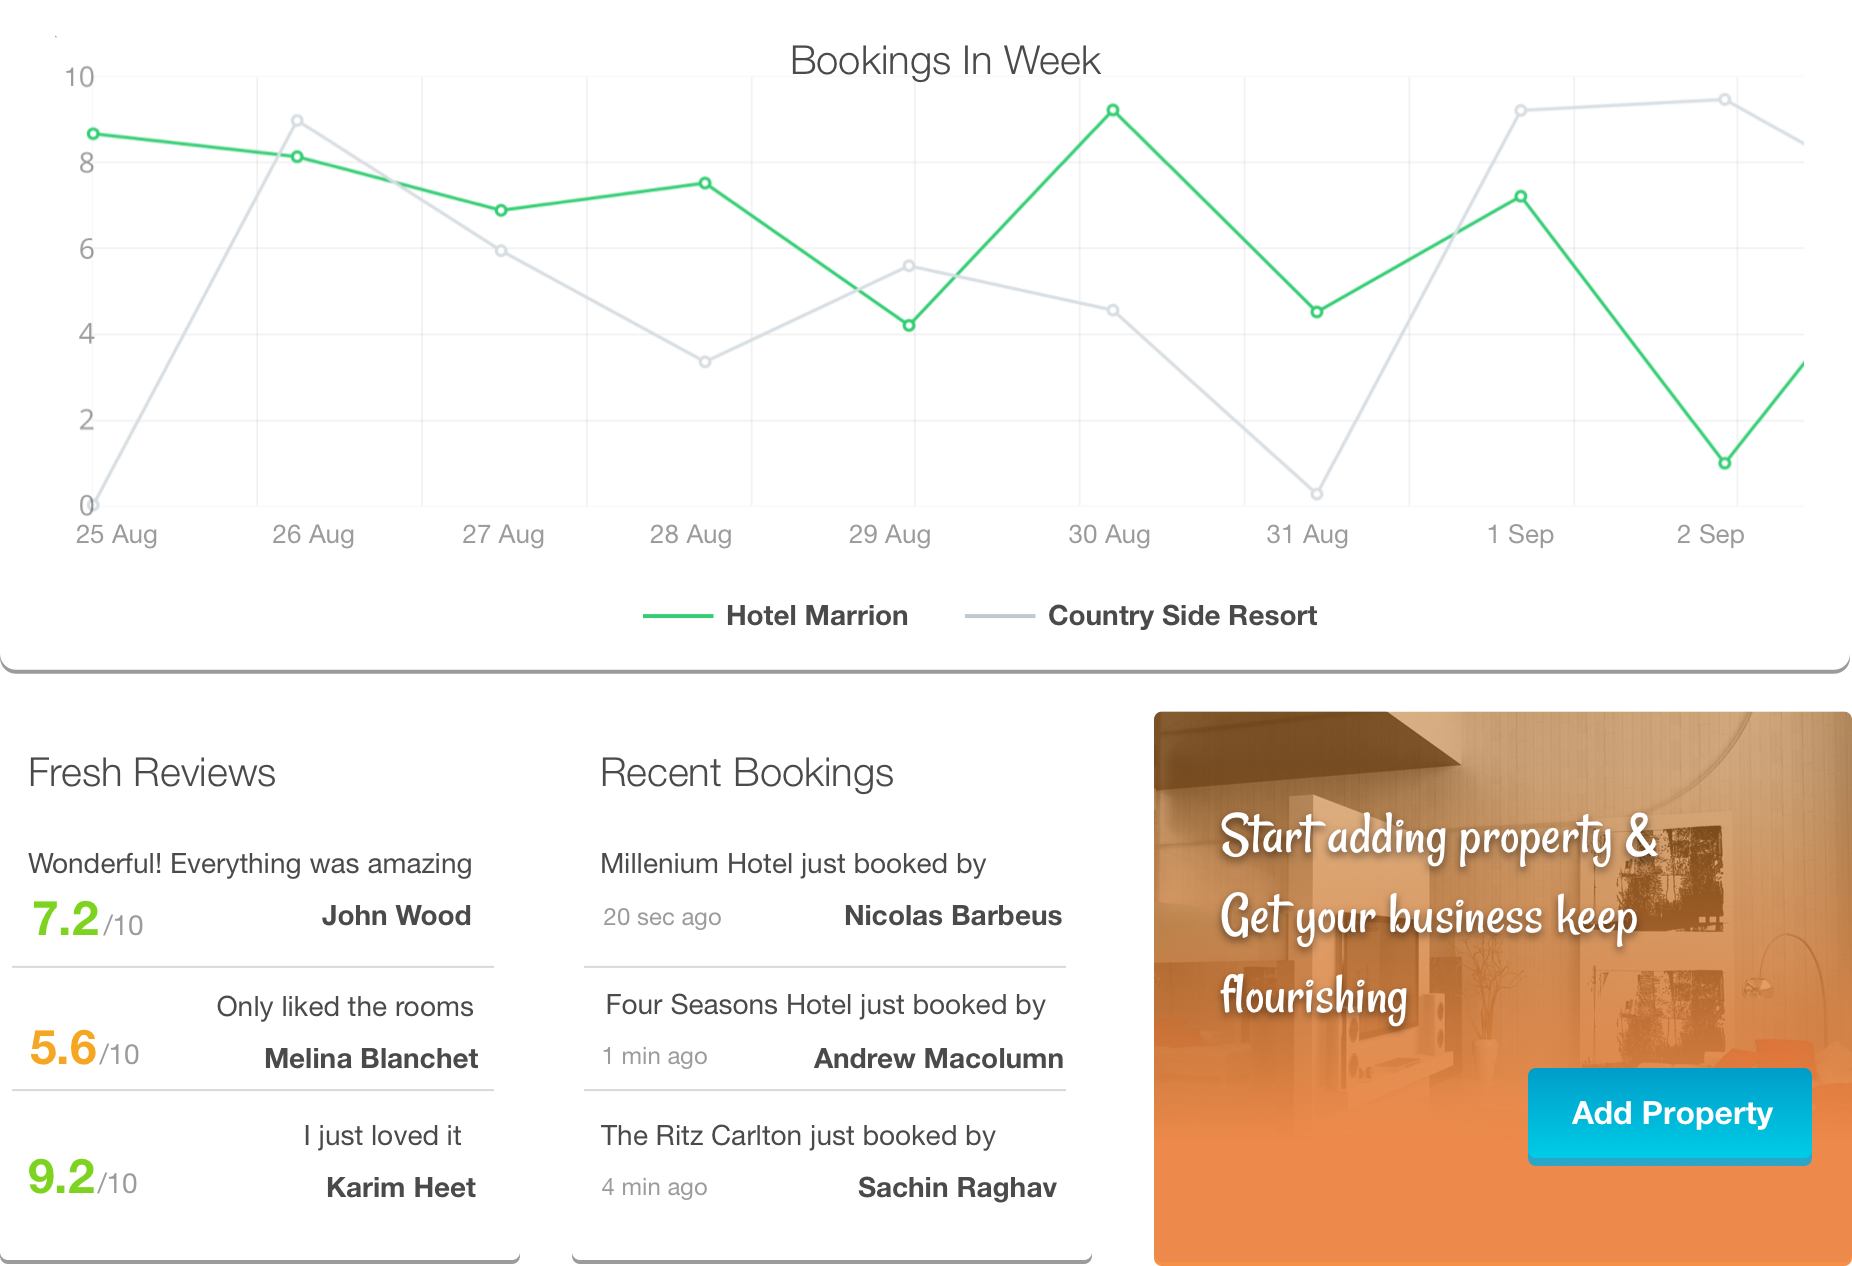 Bookings In Week
10
8
6
4
2
0
25 Aug 26 Aug 27 Aug 28 Aug 29 Aug 30 Aug 31 Aug 1 Sep 2 Sep
Hotel Marrion Country Side Resort
Fresh Reviews
Wonderful! Everything was amazing
7.2/10 John Wood
Only liked the rooms
5.6/10 Melina Blanchet
I just loved it
9.2/10 Karim Heet
Recent Bookings
Millenium Hotel just booked by
20 sec ago Nicolas Barbeus
Four Seasons Hotel just booked by
1 min ago Andrew Macolumn
The Ritz Carlton just booked by
4 min ago Sachin Raghav
Start adding property &
Get your business keep
flourishing
Add Property